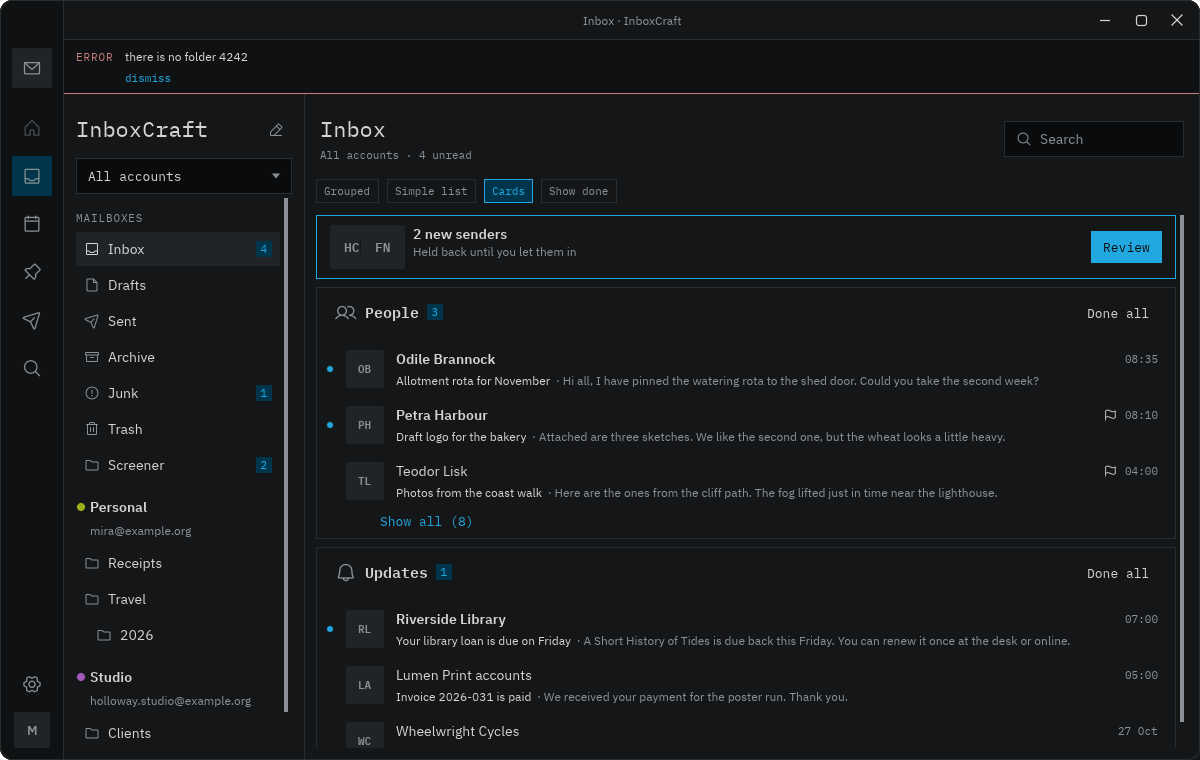 Inbox · InboxCraft
ERROR there is no folder 4242
dismiss
InboxCraft
All accounts
MAILBOXES
Inbox 4
Drafts
Sent
Archive
Junk 1
Trash
Screener 2
Personal
mira@example.org
Receipts
Travel
2026
Studio
holloway.studio@example.org
Clients
M
Inbox
All accounts · 4 unread
Search
Grouped Simple list Cards Show done
HC FN
2 new senders
Held back until you let them in
Review
People 3
Done all
OB Odile Brannock 08:35
Allotment rota for November · Hi all, I have pinned the watering rota to the shed door. Could you take the second week?
PH Petra Harbour 08:10
Draft logo for the bakery · Attached are three sketches. We like the second one, but the wheat looks a little heavy.
TL Teodor Lisk 04:00
Photos from the coast walk · Here are the ones from the cliff path. The fog lifted just in time near the lighthouse.
Show all (8)
Updates 1
Done all
RL Riverside Library 07:00
Your library loan is due on Friday · A Short History of Tides is due back this Friday. You can renew it once at the desk or online.
LA Lumen Print accounts 05:00
Invoice 2026-031 is paid · We received your payment for the poster run. Thank you.
WC Wheelwright Cycles 27 Oct